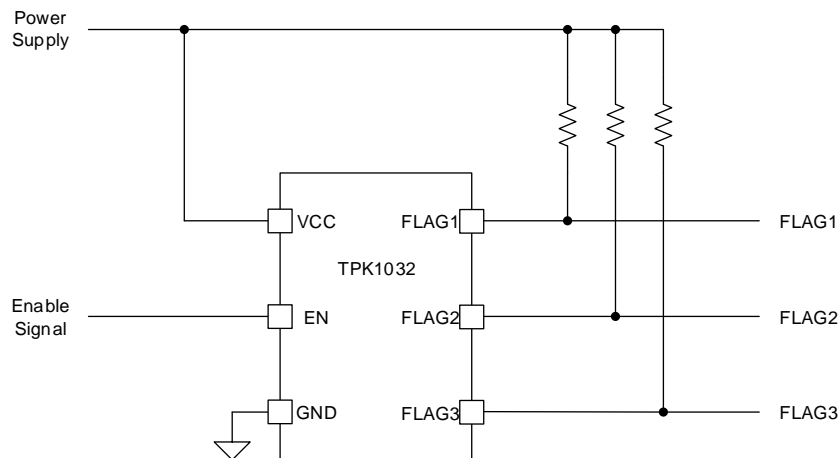 Power
Supply
VCC
FLAG1
FLAG1
TPK1032
Enable
Signal
EN
FLAG2
FLAG2
GND
FLAG3
FLAG3